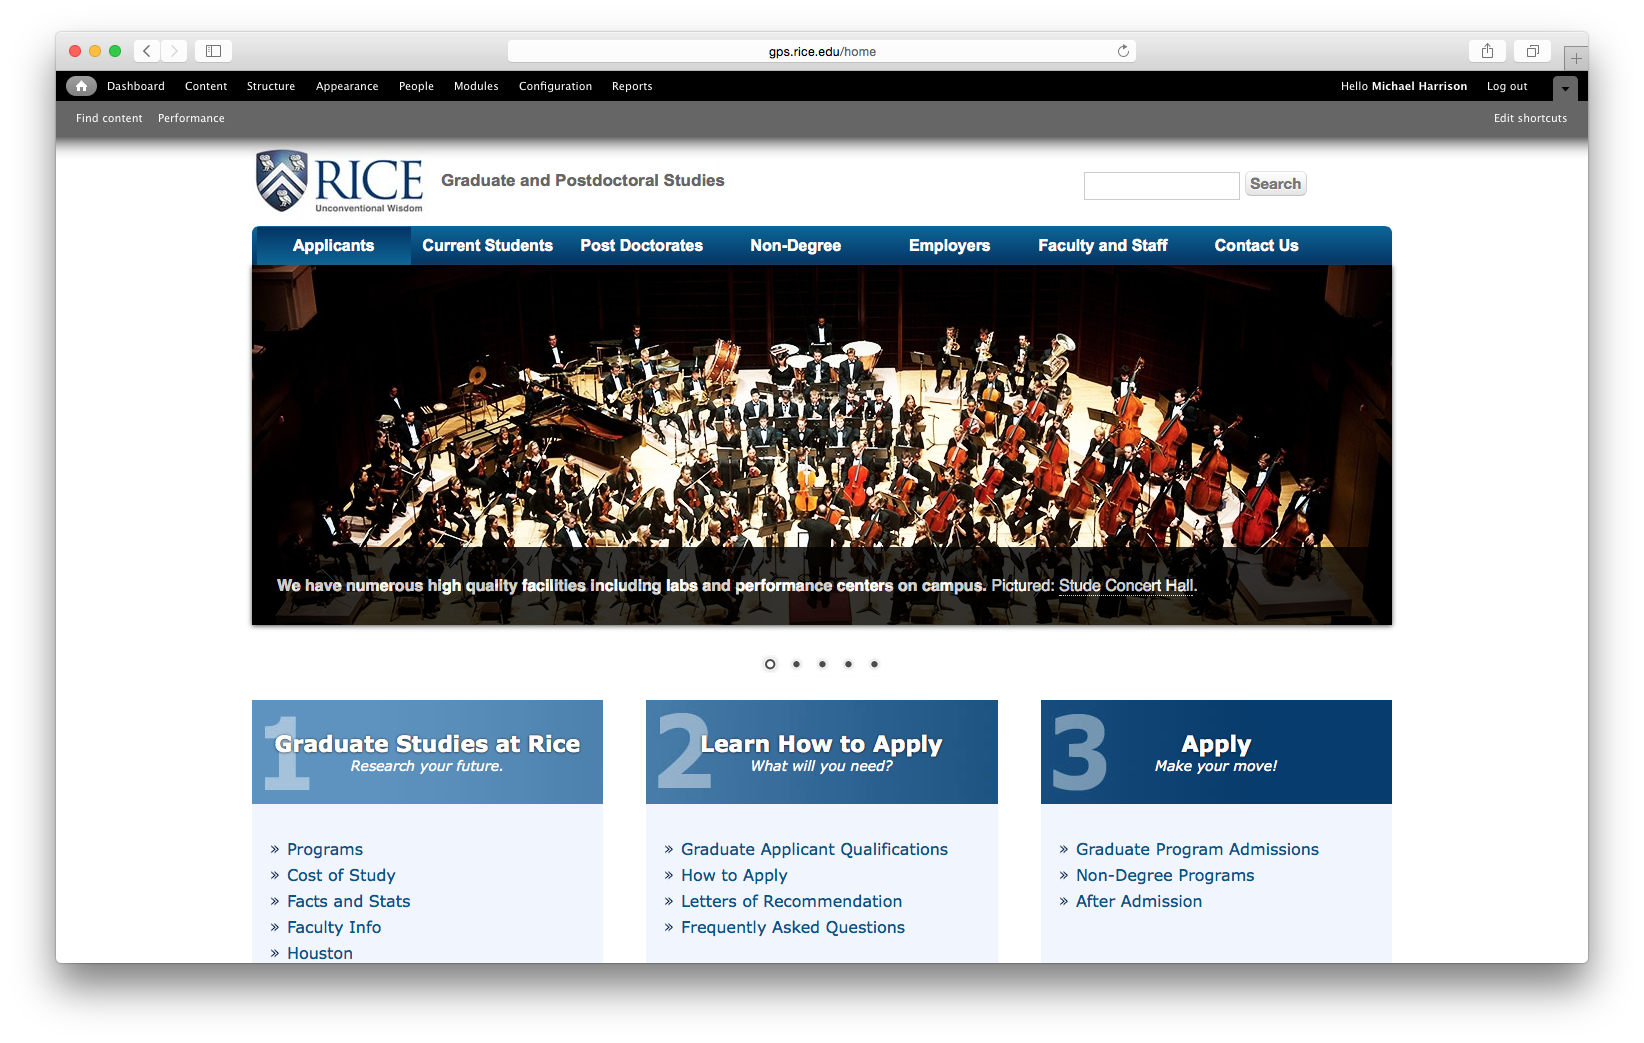 gps.rice.edu/home
Dashboard Content Structure Appearance People Modules Configuration Reports Hello Michael Harrison Log out
Find content Performance Edit shortcuts
RICE
Unconventional Wisdom
Graduate and Postdoctoral Studies
Search
Applicants Current Students Post Doctorates Non-Degree Employers Faculty and Staff Contact Us
We have numerous high quality facilities including labs and performance centers on campus. Pictured: Stude Concert Hall.
1
Graduate Studies at Rice
Research your future.
» Programs
» Cost of Study
» Facts and Stats
» Faculty Info
» Houston
2
Learn How to Apply
What will you need?
» Graduate Applicant Qualifications
» How to Apply
» Letters of Recommendation
» Frequently Asked Questions
3
Apply
Make your move!
» Graduate Program Admissions
» Non-Degree Programs
» After Admission